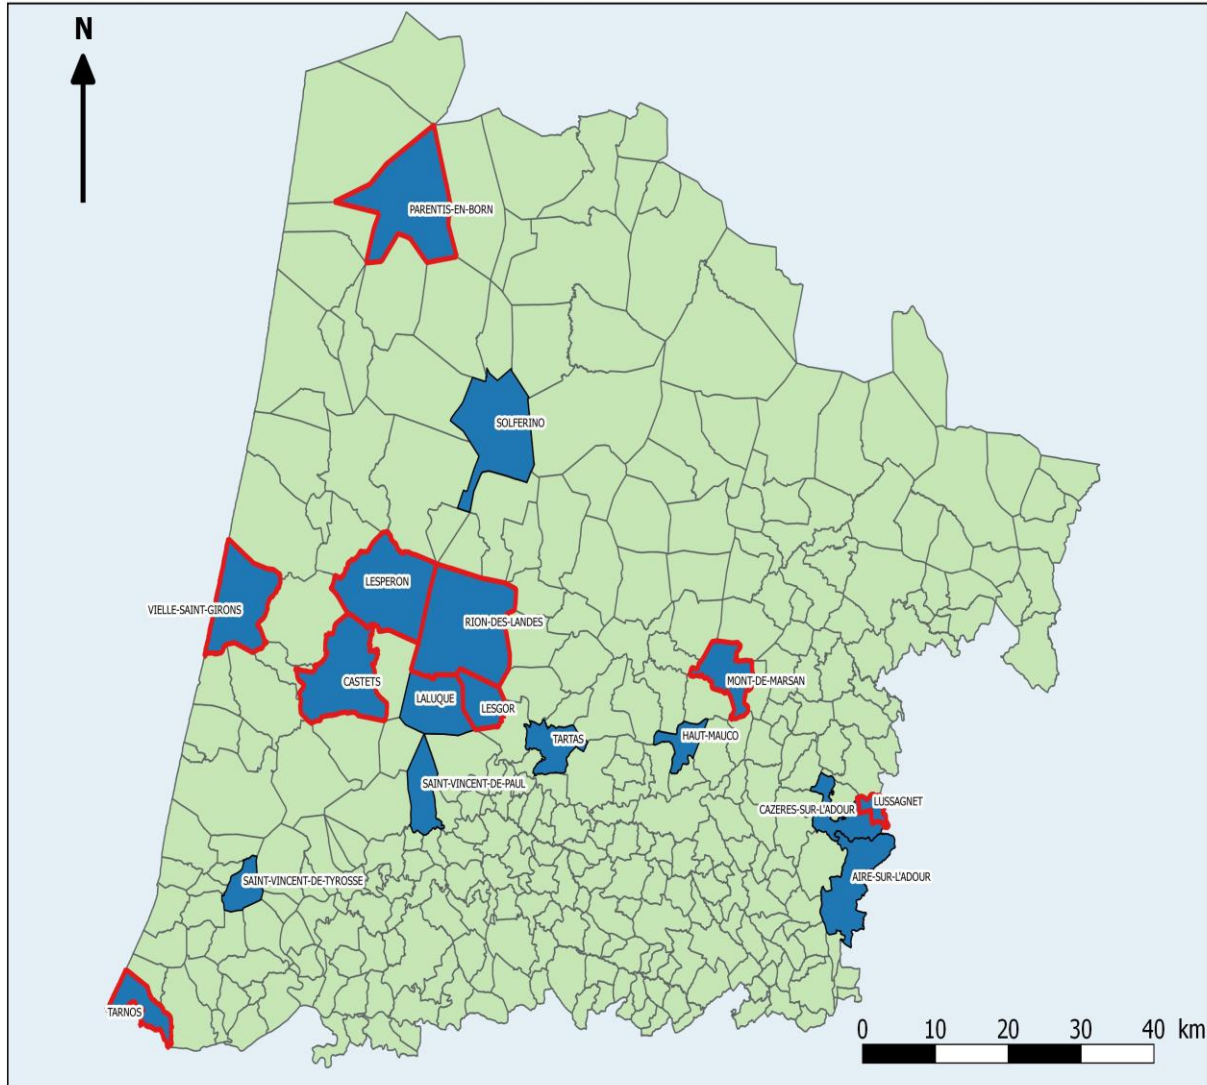 N
PARENTIS-EN-BORN
SOLFERINO
LESPERON
VIELLE-SAINT-GIRONS
RION-DES-LANDES
CASTETS
MONT-DE-MARSAN
LALUQUE
LESGOR
TARTAS
HAUT-MAUCO
SAINT-VINCENT-DE-PAUL
CAZERES-SUR-L'ADOUR
LUSSAGNET
AIRE-SUR-L'ADOUR
SAINT-VINCENT-DE-TYROSSE
TARNOS
0 10 20 30 40 km